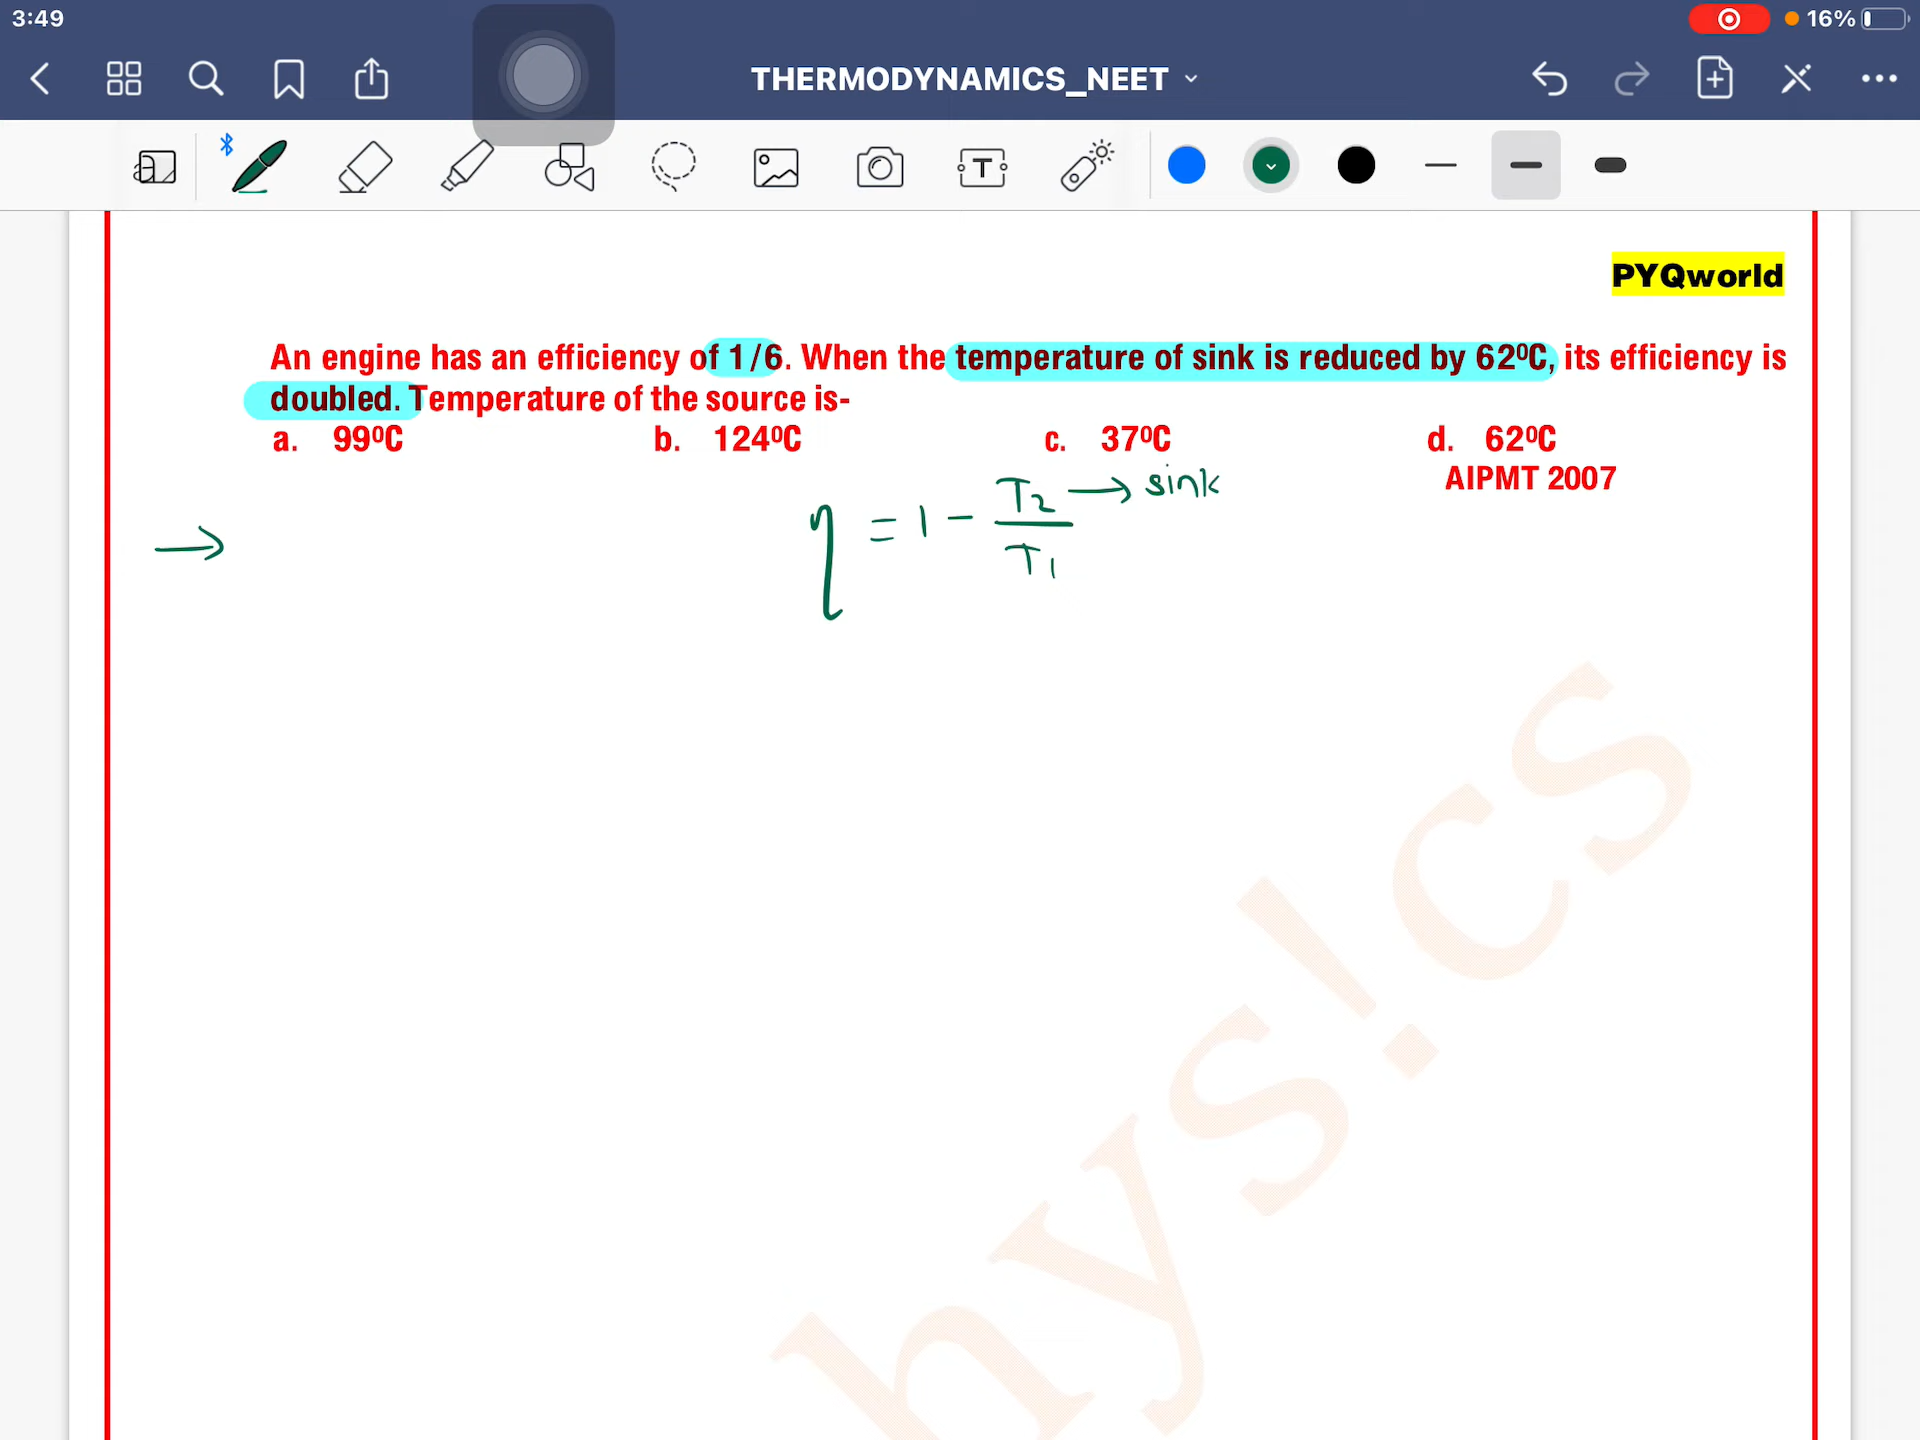 3:49
16%
THERMODYNAMICS_NEET
PYQworld
An engine has an efficiency of 1/6. When the temperature of sink is reduced by 62⁰C, its efficiency is
doubled. Temperature of the source is-
a. 99⁰C b. 124⁰C c. 37⁰C d. 62⁰C
AIPMT 2007
→ η = 1 - T₂/T₁ → sink
hys!cs